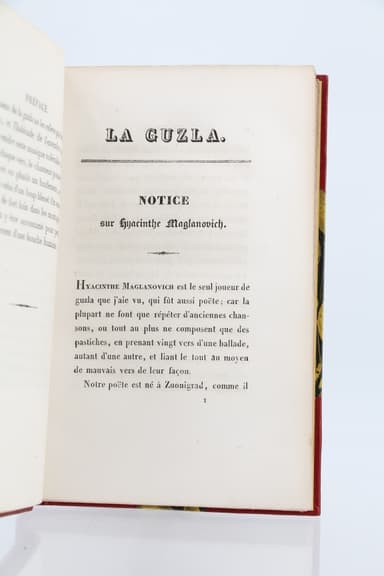 PRÉFACE
LA GUZLA.
NOTICE
sur Hyacinthe Maglanovich.
HYACINTHE MAGLANOVICH est le seul joueur de
guzla que j'aie vu, qui fût aussi poëte; car la
plupart ne font que répéter d'anciennes chan-
sons, ou tout au plus ne composent que des
pastiches, en prenant vingt vers d'une ballade,
autant d'une autre, et liant le tout au moyen
de mauvais vers de leur façon.
Notre poëte est né à Zuonigrad, comme il
1